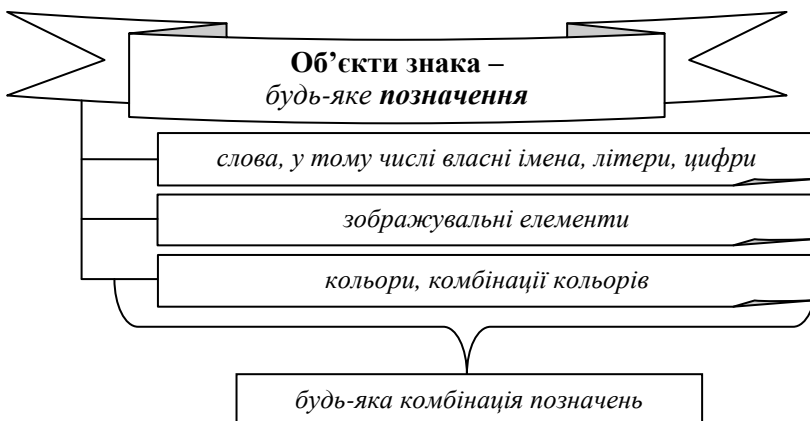 Об’єкти знака –
будь-яке позначення
слова, у тому числі власні імена, літери, цифри
зображувальні елементи
кольори, комбінації кольорів
будь-яка комбінація позначень